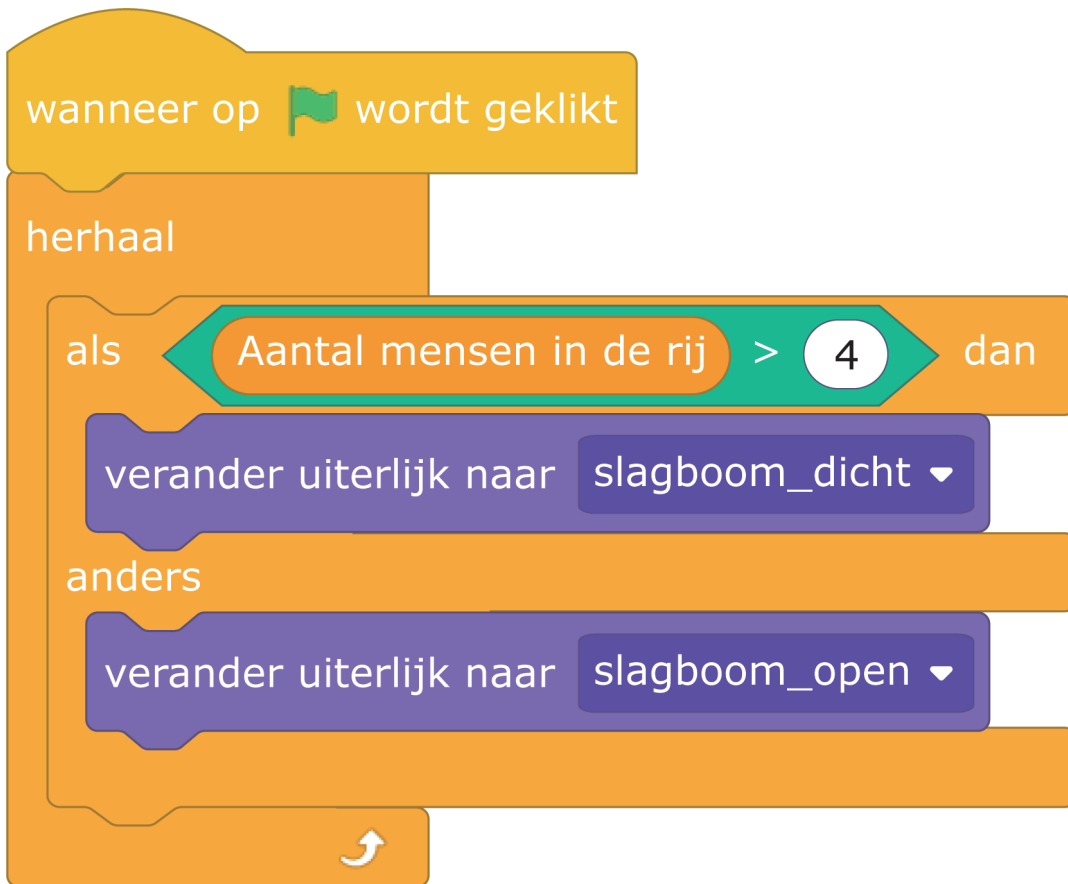 wanneer op wordt geklikt
herhaal
als Aantal mensen in de rij > 4 dan
verander uiterlijk naar slagboom_dicht
anders
verander uiterlijk naar slagboom_open